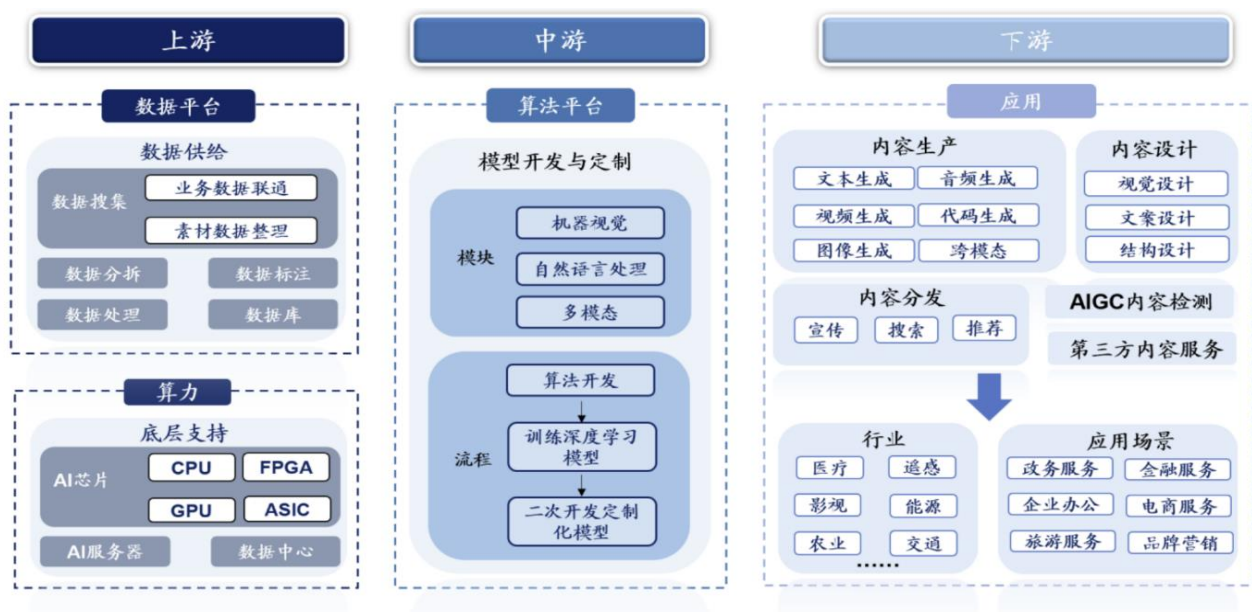 上游
数据平台
数据供给
数据搜集
业务数据联通
素材数据整理
数据分拆
数据标注
数据处理
数据库
算力
底层支持
AI芯片
CPU
FPGA
GPU
ASIC
AI服务器
数据中心
中游
算法平台
模型开发与定制
模块
机器视觉
自然语言处理
多模态
流程
算法开发
训练深度学习
模型
二次开发定制
化模型
下游
应用
内容生产
文本生成
音频生成
视频生成
代码生成
图像生成
跨模态
内容设计
视觉设计
文案设计
结构设计
内容分发
宣传
搜索
推荐
AIGC内容检测
第三方内容服务
行业
医疗
遥感
影视
能源
农业
交通
......
应用场景
政务服务
金融服务
企业办公
电商服务
旅游服务
品牌营销